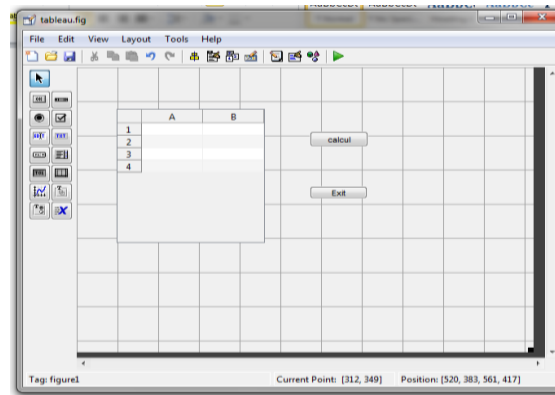 tableau.fig
File Edit View Layout Tools Help
A B
1
2
3
4
calcul
Exit
Tag: figure1 Current Point: [312, 349] Position: [520, 383, 561, 417]